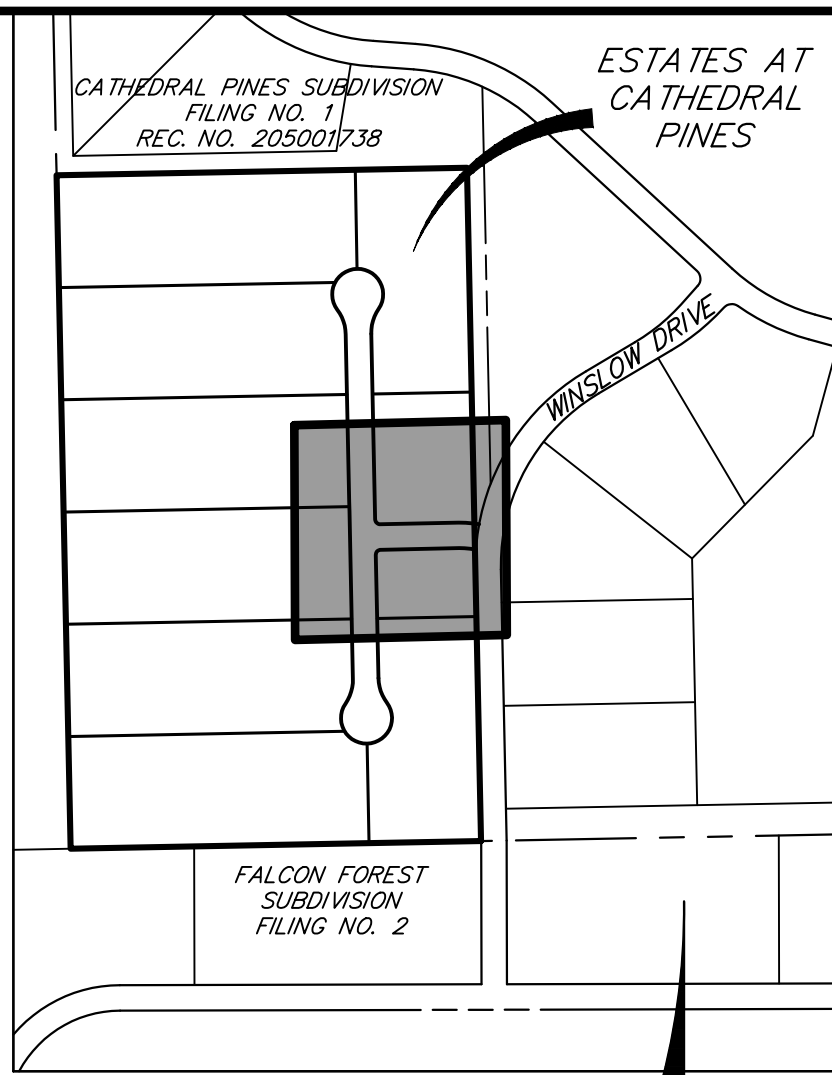 CATHEDRAL PINES SUBDIVISION
FILING NO. 1
REC. NO. 205001738
ESTATES AT
CATHEDRAL
PINES
WINSLOW DRIVE
FALCON FOREST
SUBDIVISION
FILING NO. 2